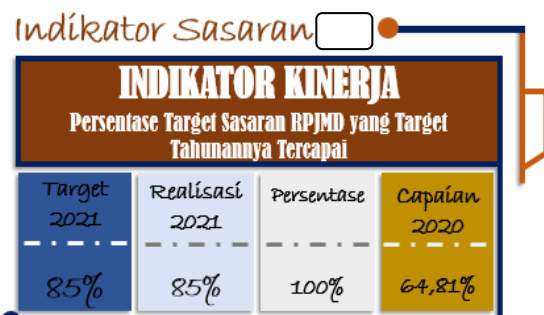 Indikator Sasaran
INDIKATOR KINERJA
Persentase Target Sasaran RPJMD yang Target
Tahunannya Tercapai
Target
2021
85%
Realisasi
2021
85%
Persentase
100%
Capaian
2020
64,81%